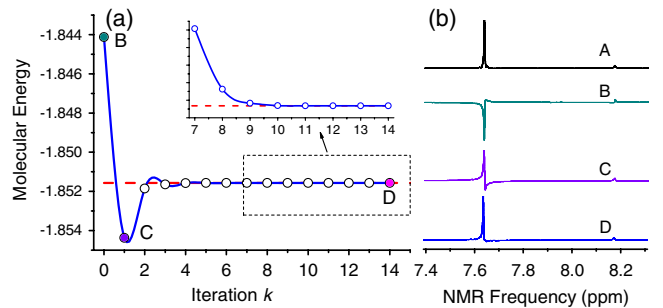 (a)
Molecular Energy
-1.844
-1.846
-1.848
-1.850
-1.852
-1.854
B
C
D
7 8 9 10 11 12 13 14
0 2 4 6 8 10 12 14
Iteration k
(b)
A
B
C
D
7.4 7.6 7.8 8.0 8.2
NMR Frequency (ppm)